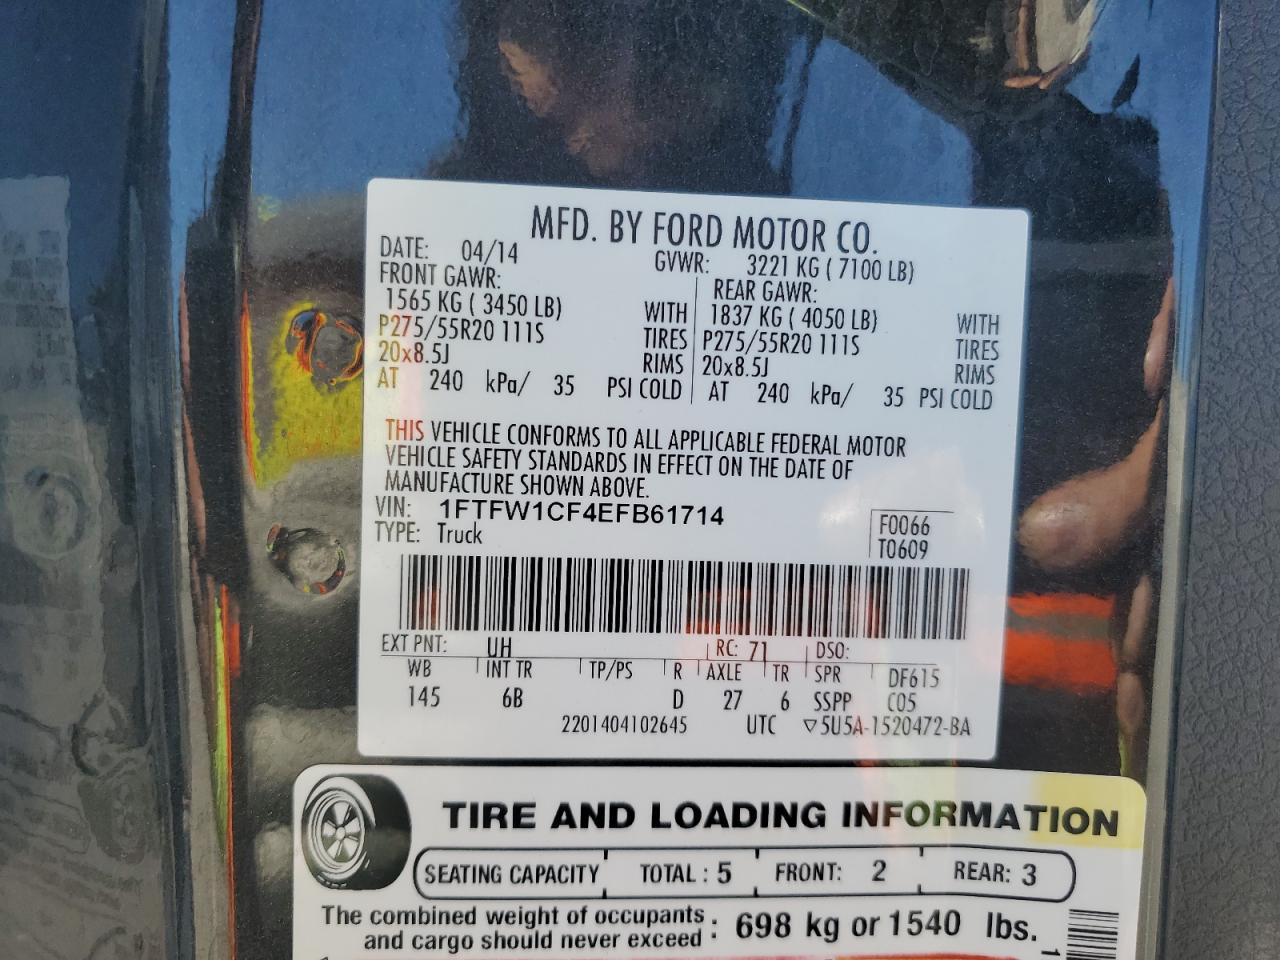 MFD. BY FORD MOTOR CO.
DATE: 04/14 GVWR: 3221 KG ( 7100 LB)
FRONT GAWR: REAR GAWR:
1565 KG ( 3450 LB) WITH 1837 KG ( 4050 LB) WITH
P275/55R20 111S TIRES P275/55R20 111S TIRES
20x8.5J RIMS 20x8.5J RIMS
AT 240 kPa/ 35 PSI COLD AT 240 kPa/ 35 PSI COLD
THIS VEHICLE CONFORMS TO ALL APPLICABLE FEDERAL MOTOR
VEHICLE SAFETY STANDARDS IN EFFECT ON THE DATE OF
MANUFACTURE SHOWN ABOVE.
VIN: 1FTFW1CF4EFB61714
TYPE: Truck
F0066
T0609
EXT PNT: UH RC: 71 DSO:
WB INT TR TP/PS R AXLE TR SPR DF615
145 6B D 27 6 SSPP C05
2201404102645 UTC ▽5U5A-1520472-BA
TIRE AND LOADING INFORMATION
SEATING CAPACITY TOTAL : 5 FRONT: 2 REAR: 3
The combined weight of occupants : 698 kg or 1540 lbs.
and cargo should never exceed